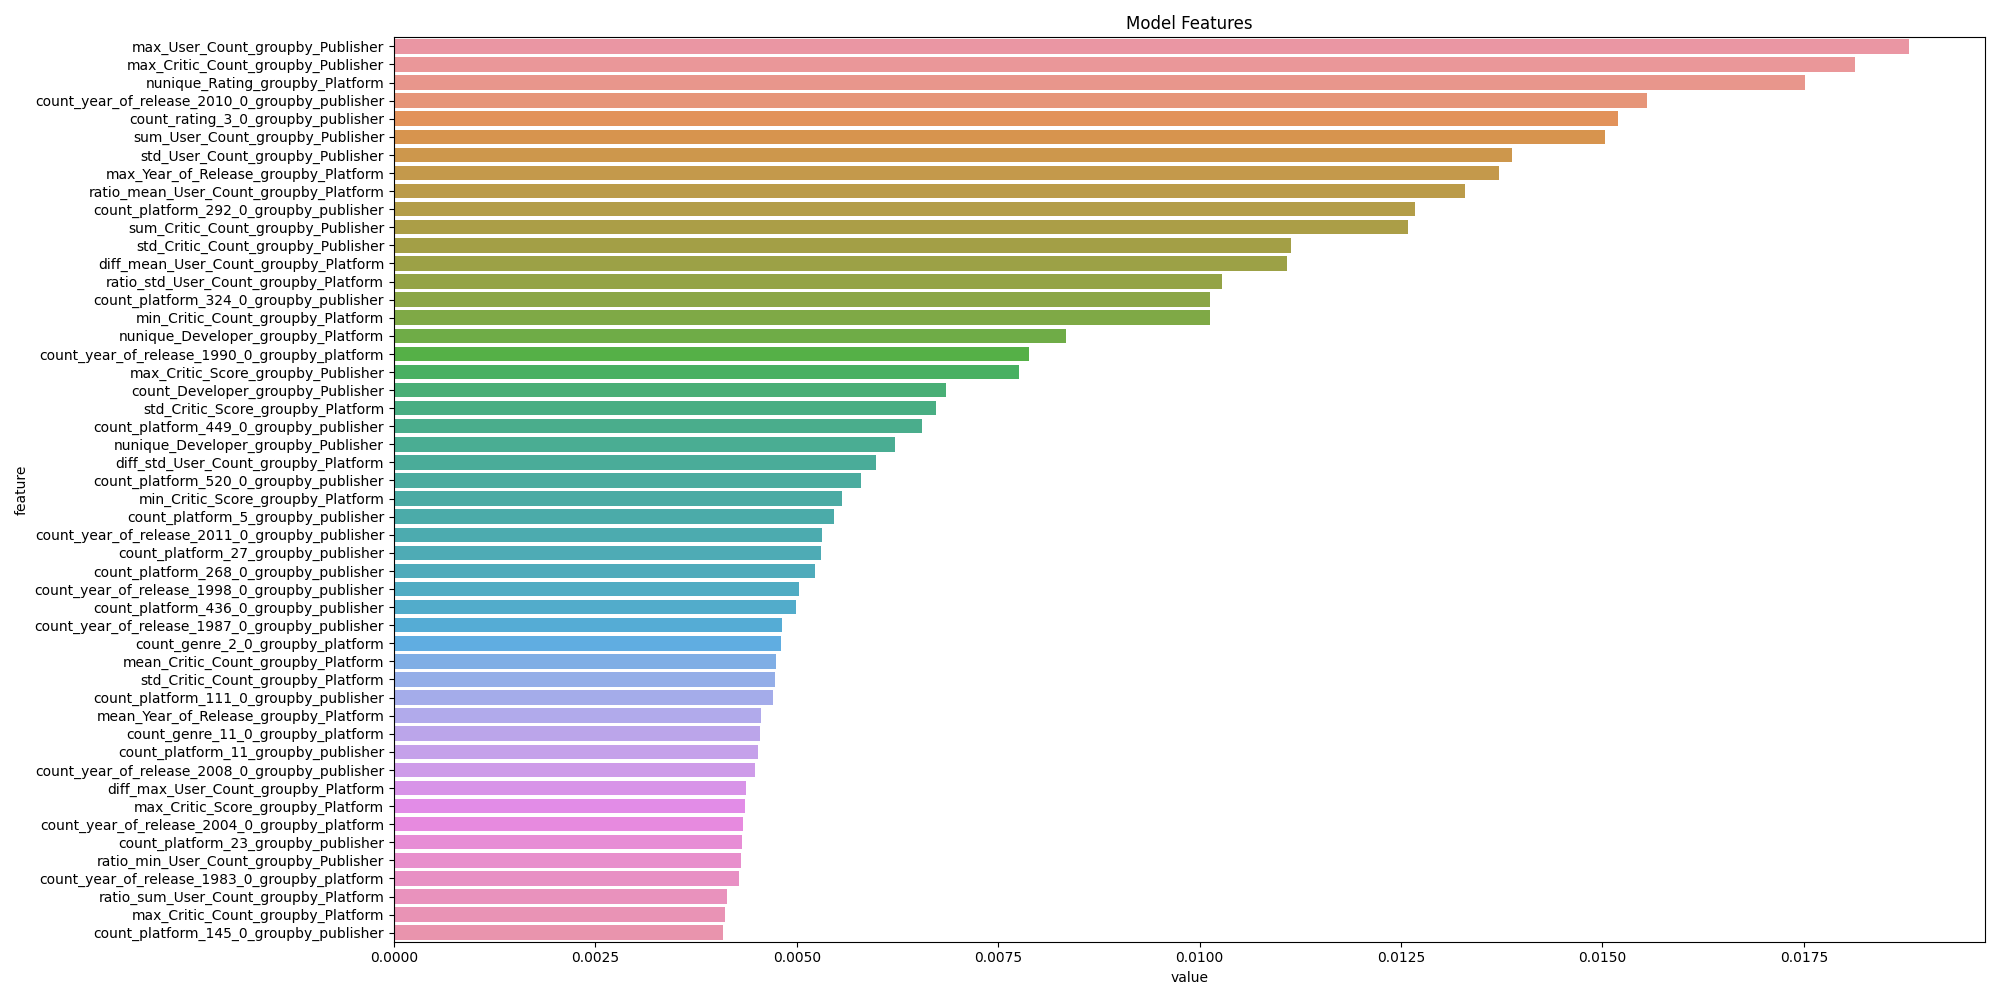 Model Features
max_User_Count_groupby_Publisher
max_Critic_Count_groupby_Publisher
nunique_Rating_groupby_Platform
count_year_of_release_2010_0_groupby_publisher
count_rating_3_0_groupby_publisher
sum_User_Count_groupby_Publisher
std_User_Count_groupby_Publisher
max_Year_of_Release_groupby_Platform
ratio_mean_User_Count_groupby_Platform
count_platform_292_0_groupby_publisher
sum_Critic_Count_groupby_Publisher
std_Critic_Count_groupby_Publisher
diff_mean_User_Count_groupby_Platform
ratio_std_User_Count_groupby_Platform
count_platform_324_0_groupby_publisher
min_Critic_Count_groupby_Platform
nunique_Developer_groupby_Platform
count_year_of_release_1990_0_groupby_platform
max_Critic_Score_groupby_Publisher
count_Developer_groupby_Publisher
std_Critic_Score_groupby_Platform
count_platform_449_0_groupby_publisher
nunique_Developer_groupby_Publisher
diff_std_User_Count_groupby_Platform
count_platform_520_0_groupby_publisher
min_Critic_Score_groupby_Platform
count_platform_5_groupby_publisher
count_year_of_release_2011_0_groupby_publisher
count_platform_27_groupby_publisher
count_platform_268_0_groupby_publisher
count_year_of_release_1998_0_groupby_publisher
count_platform_436_0_groupby_publisher
count_year_of_release_1987_0_groupby_publisher
count_genre_2_0_groupby_platform
mean_Critic_Count_groupby_Platform
std_Critic_Count_groupby_Platform
count_platform_111_0_groupby_publisher
mean_Year_of_Release_groupby_Platform
count_genre_11_0_groupby_platform
count_platform_11_groupby_publisher
count_year_of_release_2008_0_groupby_publisher
diff_max_User_Count_groupby_Platform
max_Critic_Score_groupby_Platform
count_year_of_release_2004_0_groupby_platform
count_platform_23_groupby_publisher
ratio_min_User_Count_groupby_Publisher
count_year_of_release_1983_0_groupby_platform
ratio_sum_User_Count_groupby_Platform
max_Critic_Count_groupby_Platform
count_platform_145_0_groupby_publisher
feature
0.0000 0.0025 0.0050 0.0075 0.0100 0.0125 0.0150 0.0175
value